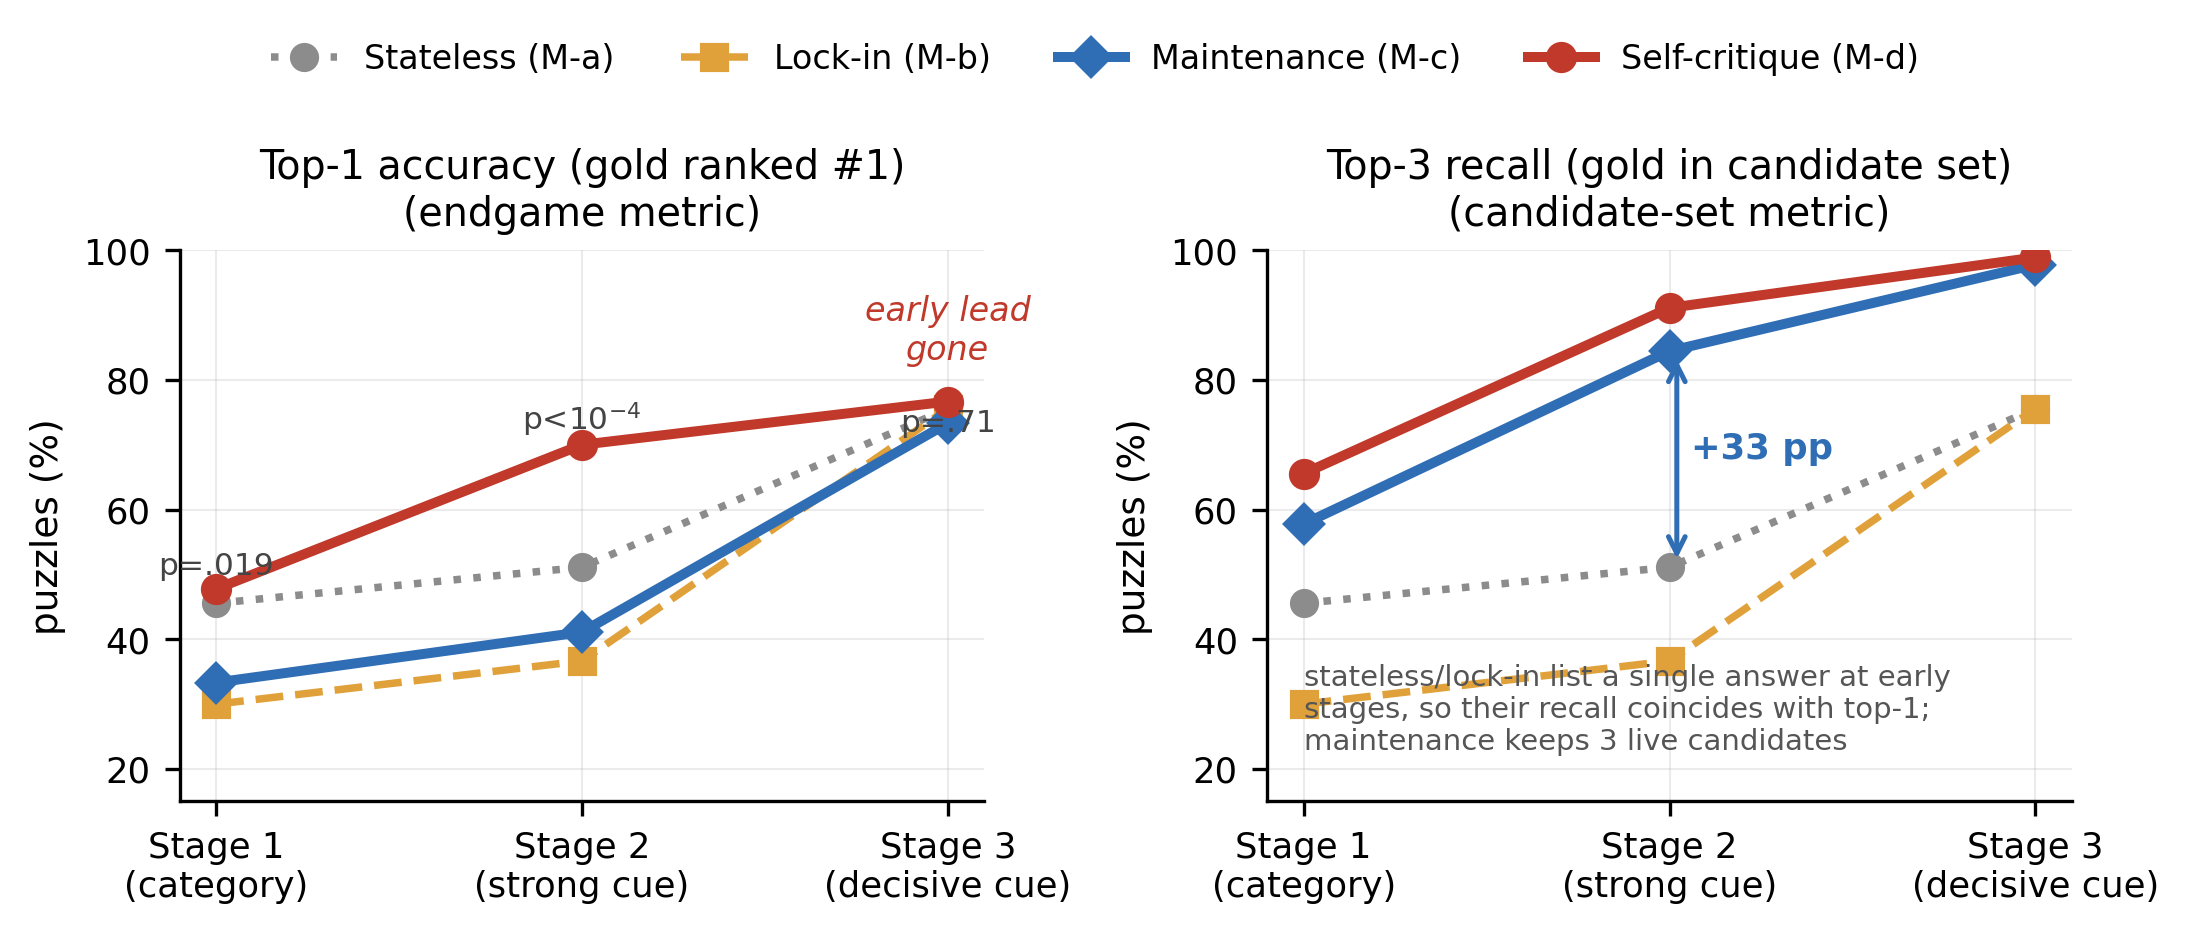 Stateless (M-a)
Lock-in (M-b)
Maintenance (M-c)
Self-critique (M-d)
Top-1 accuracy (gold ranked #1)
(endgame metric)
puzzles (%)
100
80
60
40
20
p=.019
p<10⁻⁴
early lead
gone
p=.71
Stage 1
(category)
Stage 2
(strong cue)
Stage 3
(decisive cue)
Top-3 recall (gold in candidate set)
(candidate-set metric)
puzzles (%)
100
80
60
40
20
+33 pp
stateless/lock-in list a single answer at early
stages, so their recall coincides with top-1;
maintenance keeps 3 live candidates
Stage 1
(category)
Stage 2
(strong cue)
Stage 3
(decisive cue)